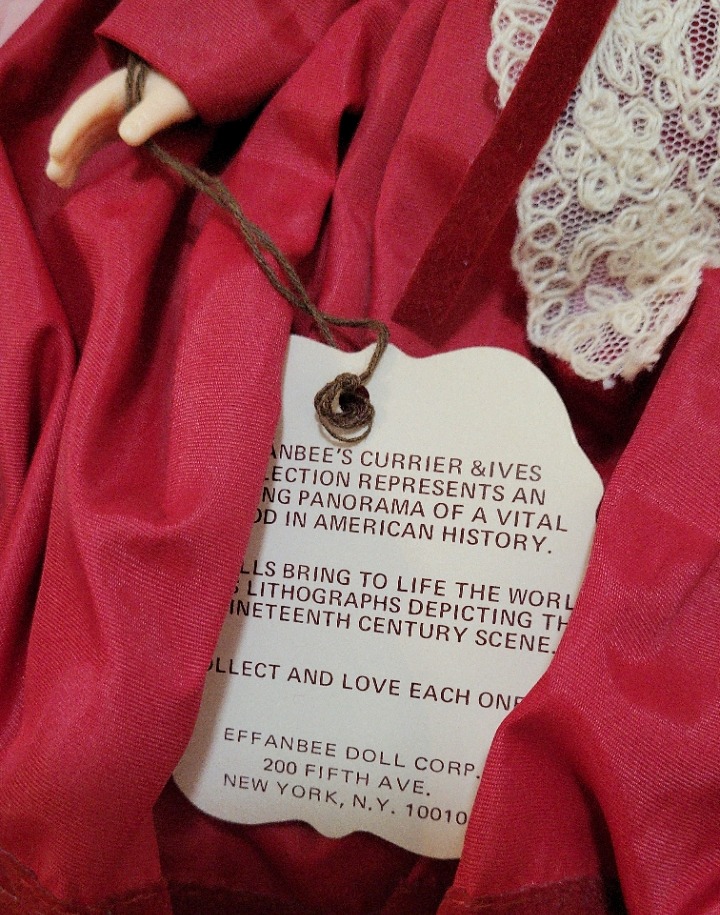 ANBEE'S CURRIER &IVES
LECTION REPRESENTS AN
NG PANORAMA OF A VITAL
OD IN AMERICAN HISTORY.
LLS BRING TO LIFE THE WORL
S LITHOGRAPHS DEPICTING TH
INETEENTH CENTURY SCENE.
OLLECT AND LOVE EACH ONE
EFFANBEE DOLL CORP.
200 FIFTH AVE.
NEW YORK, N.Y. 10010